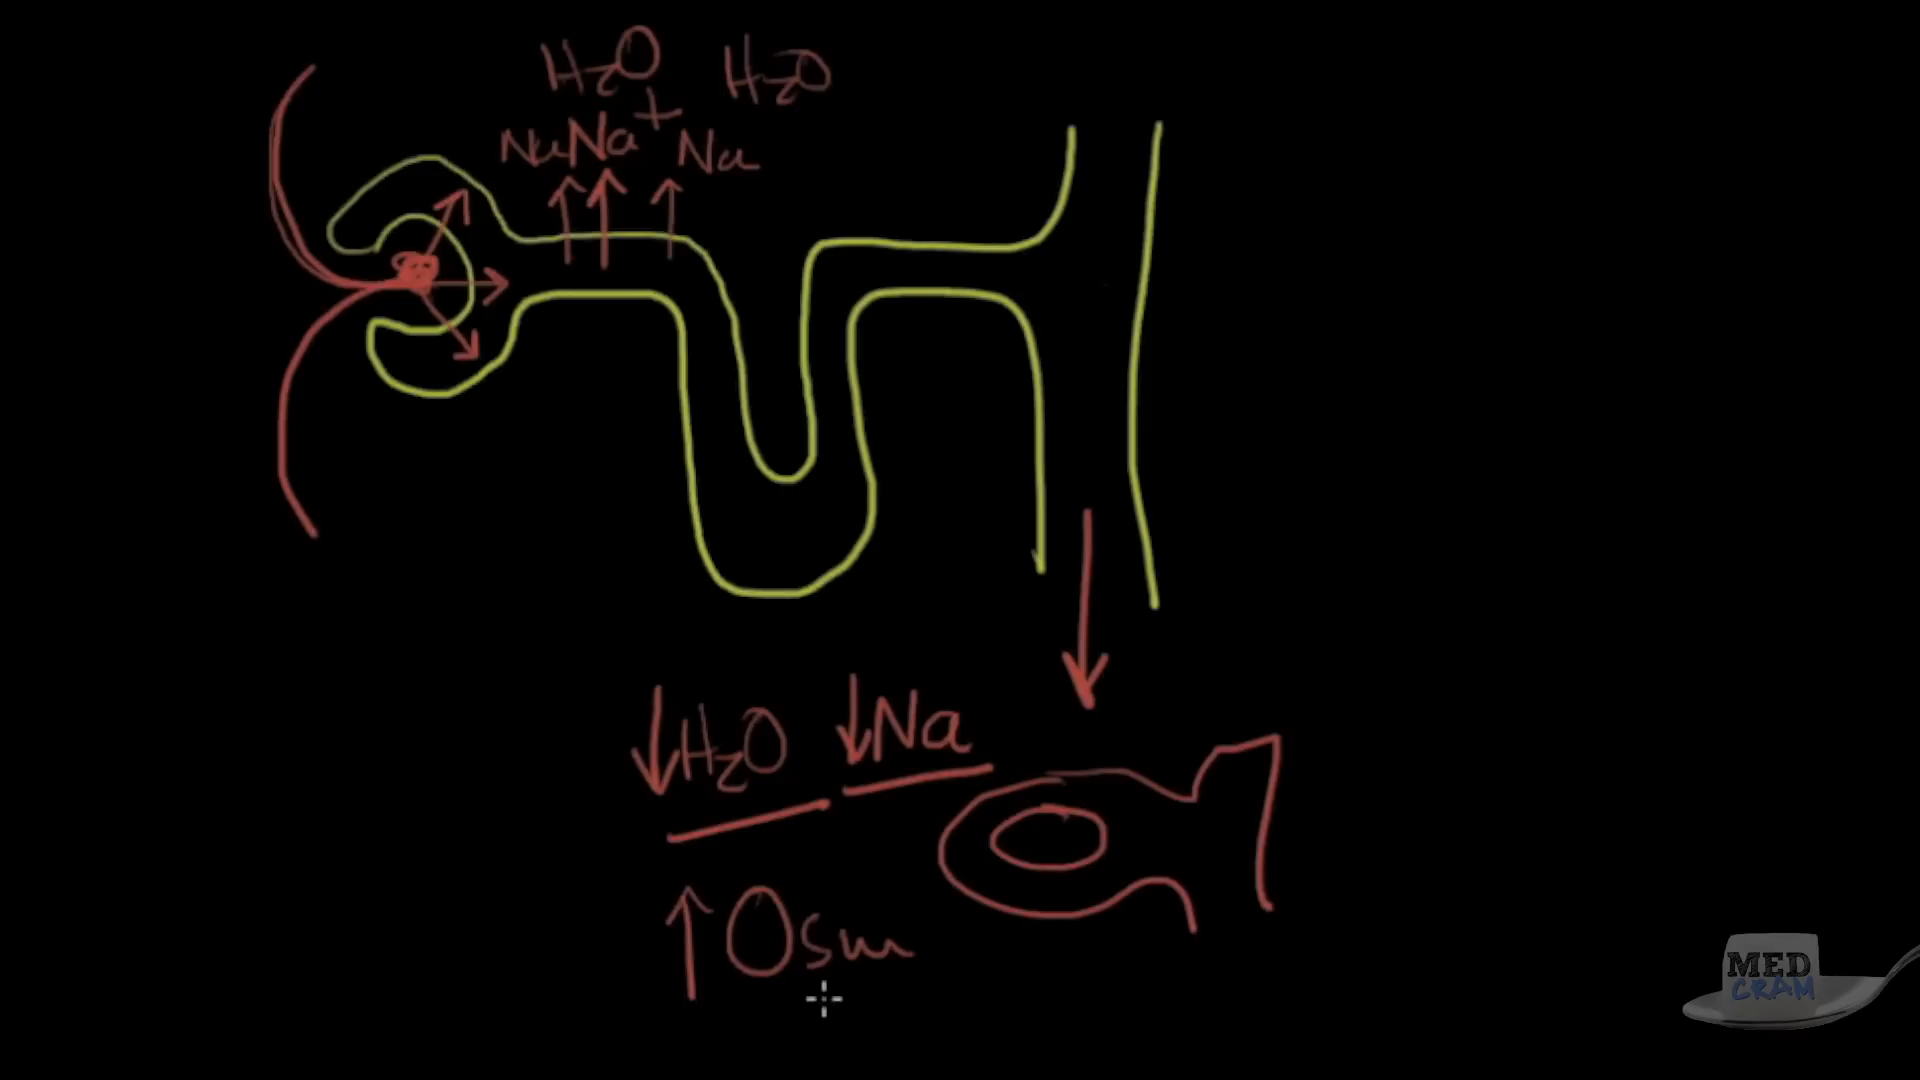 H2O H2O
Na Na+ Na
↓H2O ↓Na
↑Osm
MED
CRAM